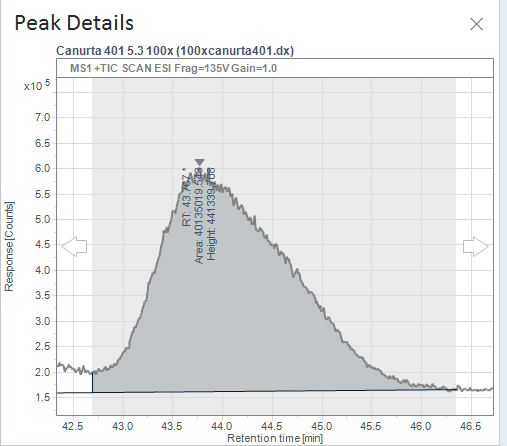 Peak Details
Canurta 401 5.3 100x (100xcanurta401.dx)
MS1 +TIC SCAN ESI Frag=135V Gain=1.0
x10 5
7.0
6.5
6.0
5.5
5.0
4.5
4.0
3.5
3.0
2.5
2.0
1.5
Response [Counts]
RT: 43.767
Area: 40135019.
Height: 441339.
42.5 43.0 43.5 44.0 44.5 45.0 45.5 46.0 46.5
Retention time [min]